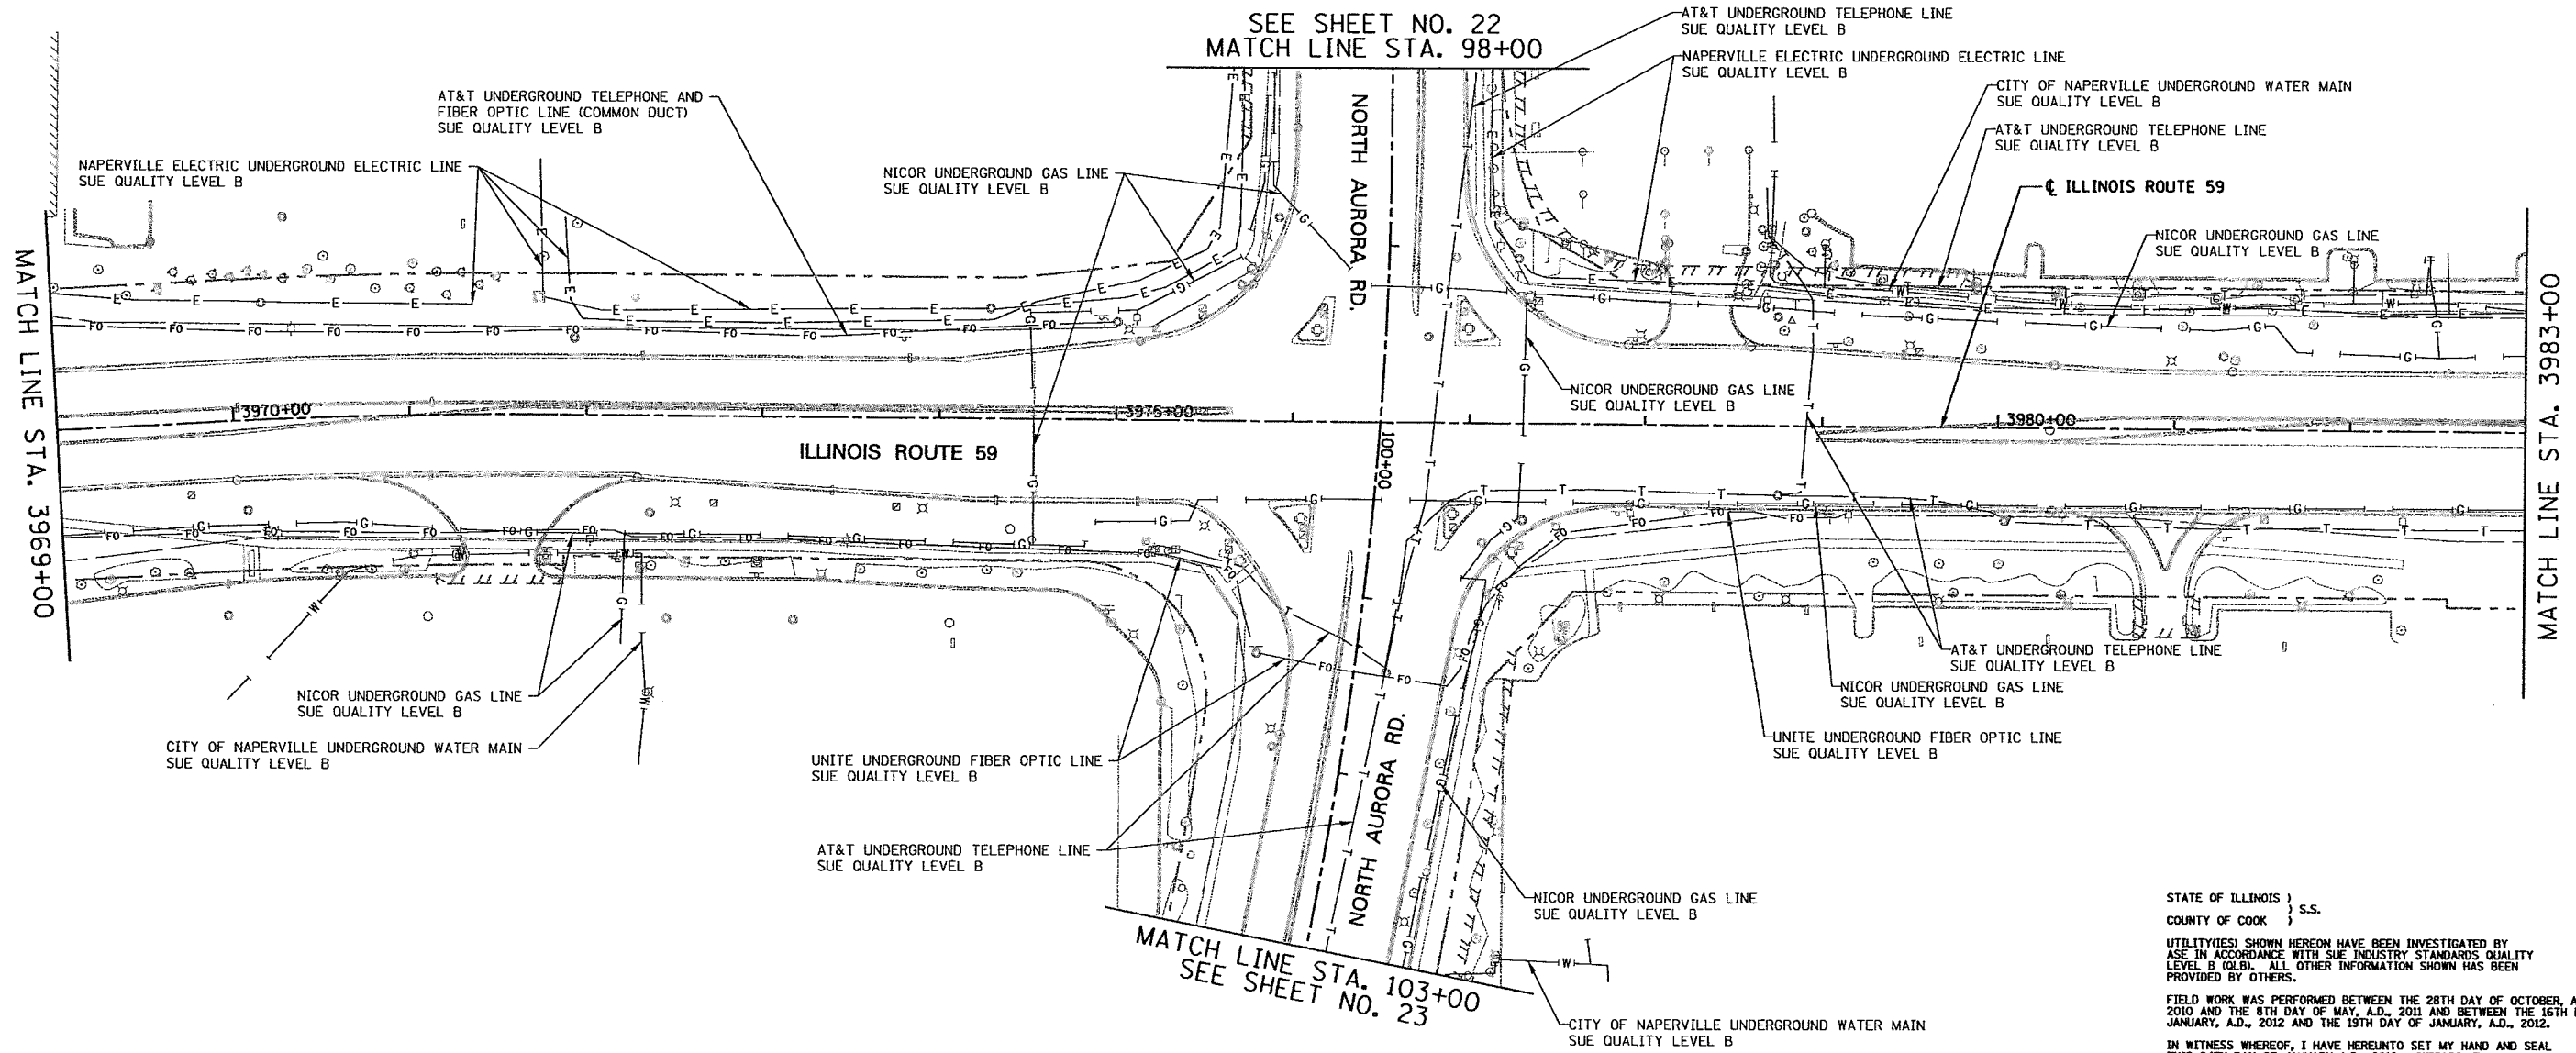 SEE SHEET NO. 22
MATCH LINE STA. 98+00
AT&T UNDERGROUND TELEPHONE LINE
SUE QUALITY LEVEL B
NAPERVILLE ELECTRIC UNDERGROUND ELECTRIC LINE
SUE QUALITY LEVEL B
CITY OF NAPERVILLE UNDERGROUND WATER MAIN
SUE QUALITY LEVEL B
AT&T UNDERGROUND TELEPHONE LINE
SUE QUALITY LEVEL B
℄ ILLINOIS ROUTE 59
NICOR UNDERGROUND GAS LINE
SUE QUALITY LEVEL B
AT&T UNDERGROUND TELEPHONE AND
FIBER OPTIC LINE (COMMON DUCT)
SUE QUALITY LEVEL B
NAPERVILLE ELECTRIC UNDERGROUND ELECTRIC LINE
SUE QUALITY LEVEL B
NICOR UNDERGROUND GAS LINE
SUE QUALITY LEVEL B
NORTH AURORA RD.
MATCH LINE STA. 3969+00
MATCH LINE STA. 3983+00
NICOR UNDERGROUND GAS LINE
SUE QUALITY LEVEL B
3970+00
3975+00
3980+00
100+00
ILLINOIS ROUTE 59
NICOR UNDERGROUND GAS LINE
SUE QUALITY LEVEL B
CITY OF NAPERVILLE UNDERGROUND WATER MAIN
SUE QUALITY LEVEL B
UNITE UNDERGROUND FIBER OPTIC LINE
SUE QUALITY LEVEL B
AT&T UNDERGROUND TELEPHONE LINE
SUE QUALITY LEVEL B
AT&T UNDERGROUND TELEPHONE LINE
SUE QUALITY LEVEL B
NICOR UNDERGROUND GAS LINE
SUE QUALITY LEVEL B
UNITE UNDERGROUND FIBER OPTIC LINE
SUE QUALITY LEVEL B
NORTH AURORA RD.
NICOR UNDERGROUND GAS LINE
SUE QUALITY LEVEL B
MATCH LINE STA. 103+00
SEE SHEET NO. 23
CITY OF NAPERVILLE UNDERGROUND WATER MAIN
SUE QUALITY LEVEL B
STATE OF ILLINOIS )
) S.S.
COUNTY OF COOK )
UTILITY(IES) SHOWN HEREON HAVE BEEN INVESTIGATED BY
ASE IN ACCORDANCE WITH SUE INDUSTRY STANDARDS QUALITY
LEVEL B (QLB). ALL OTHER INFORMATION SHOWN HAS BEEN
PROVIDED BY OTHERS.
FIELD WORK WAS PERFORMED BETWEEN THE 28TH DAY OF OCTOBER, A
2010 AND THE 8TH DAY OF MAY, A.D., 2011 AND BETWEEN THE 16TH
JANUARY, A.D., 2012 AND THE 19TH DAY OF JANUARY, A.D., 2012.
IN WITNESS WHEREOF, I HAVE HEREUNTO SET MY HAND AND SEAL